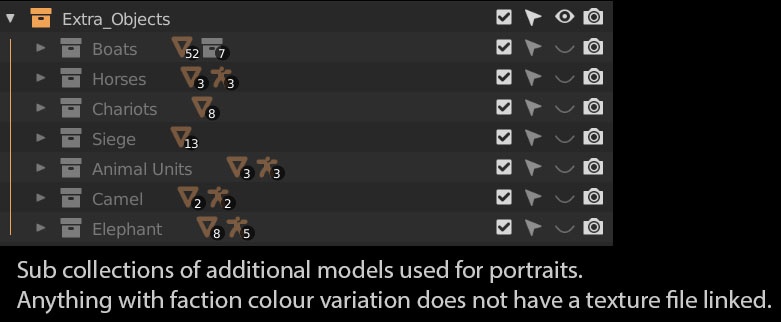 Extra_Objects
Boats 52 7
Horses 3 3
Chariots 8
Siege 13
Animal Units 3 3
Camel 2 2
Elephant 8 5
Sub collections of additional models used for portraits.
Anything with faction colour variation does not have a texture file linked.